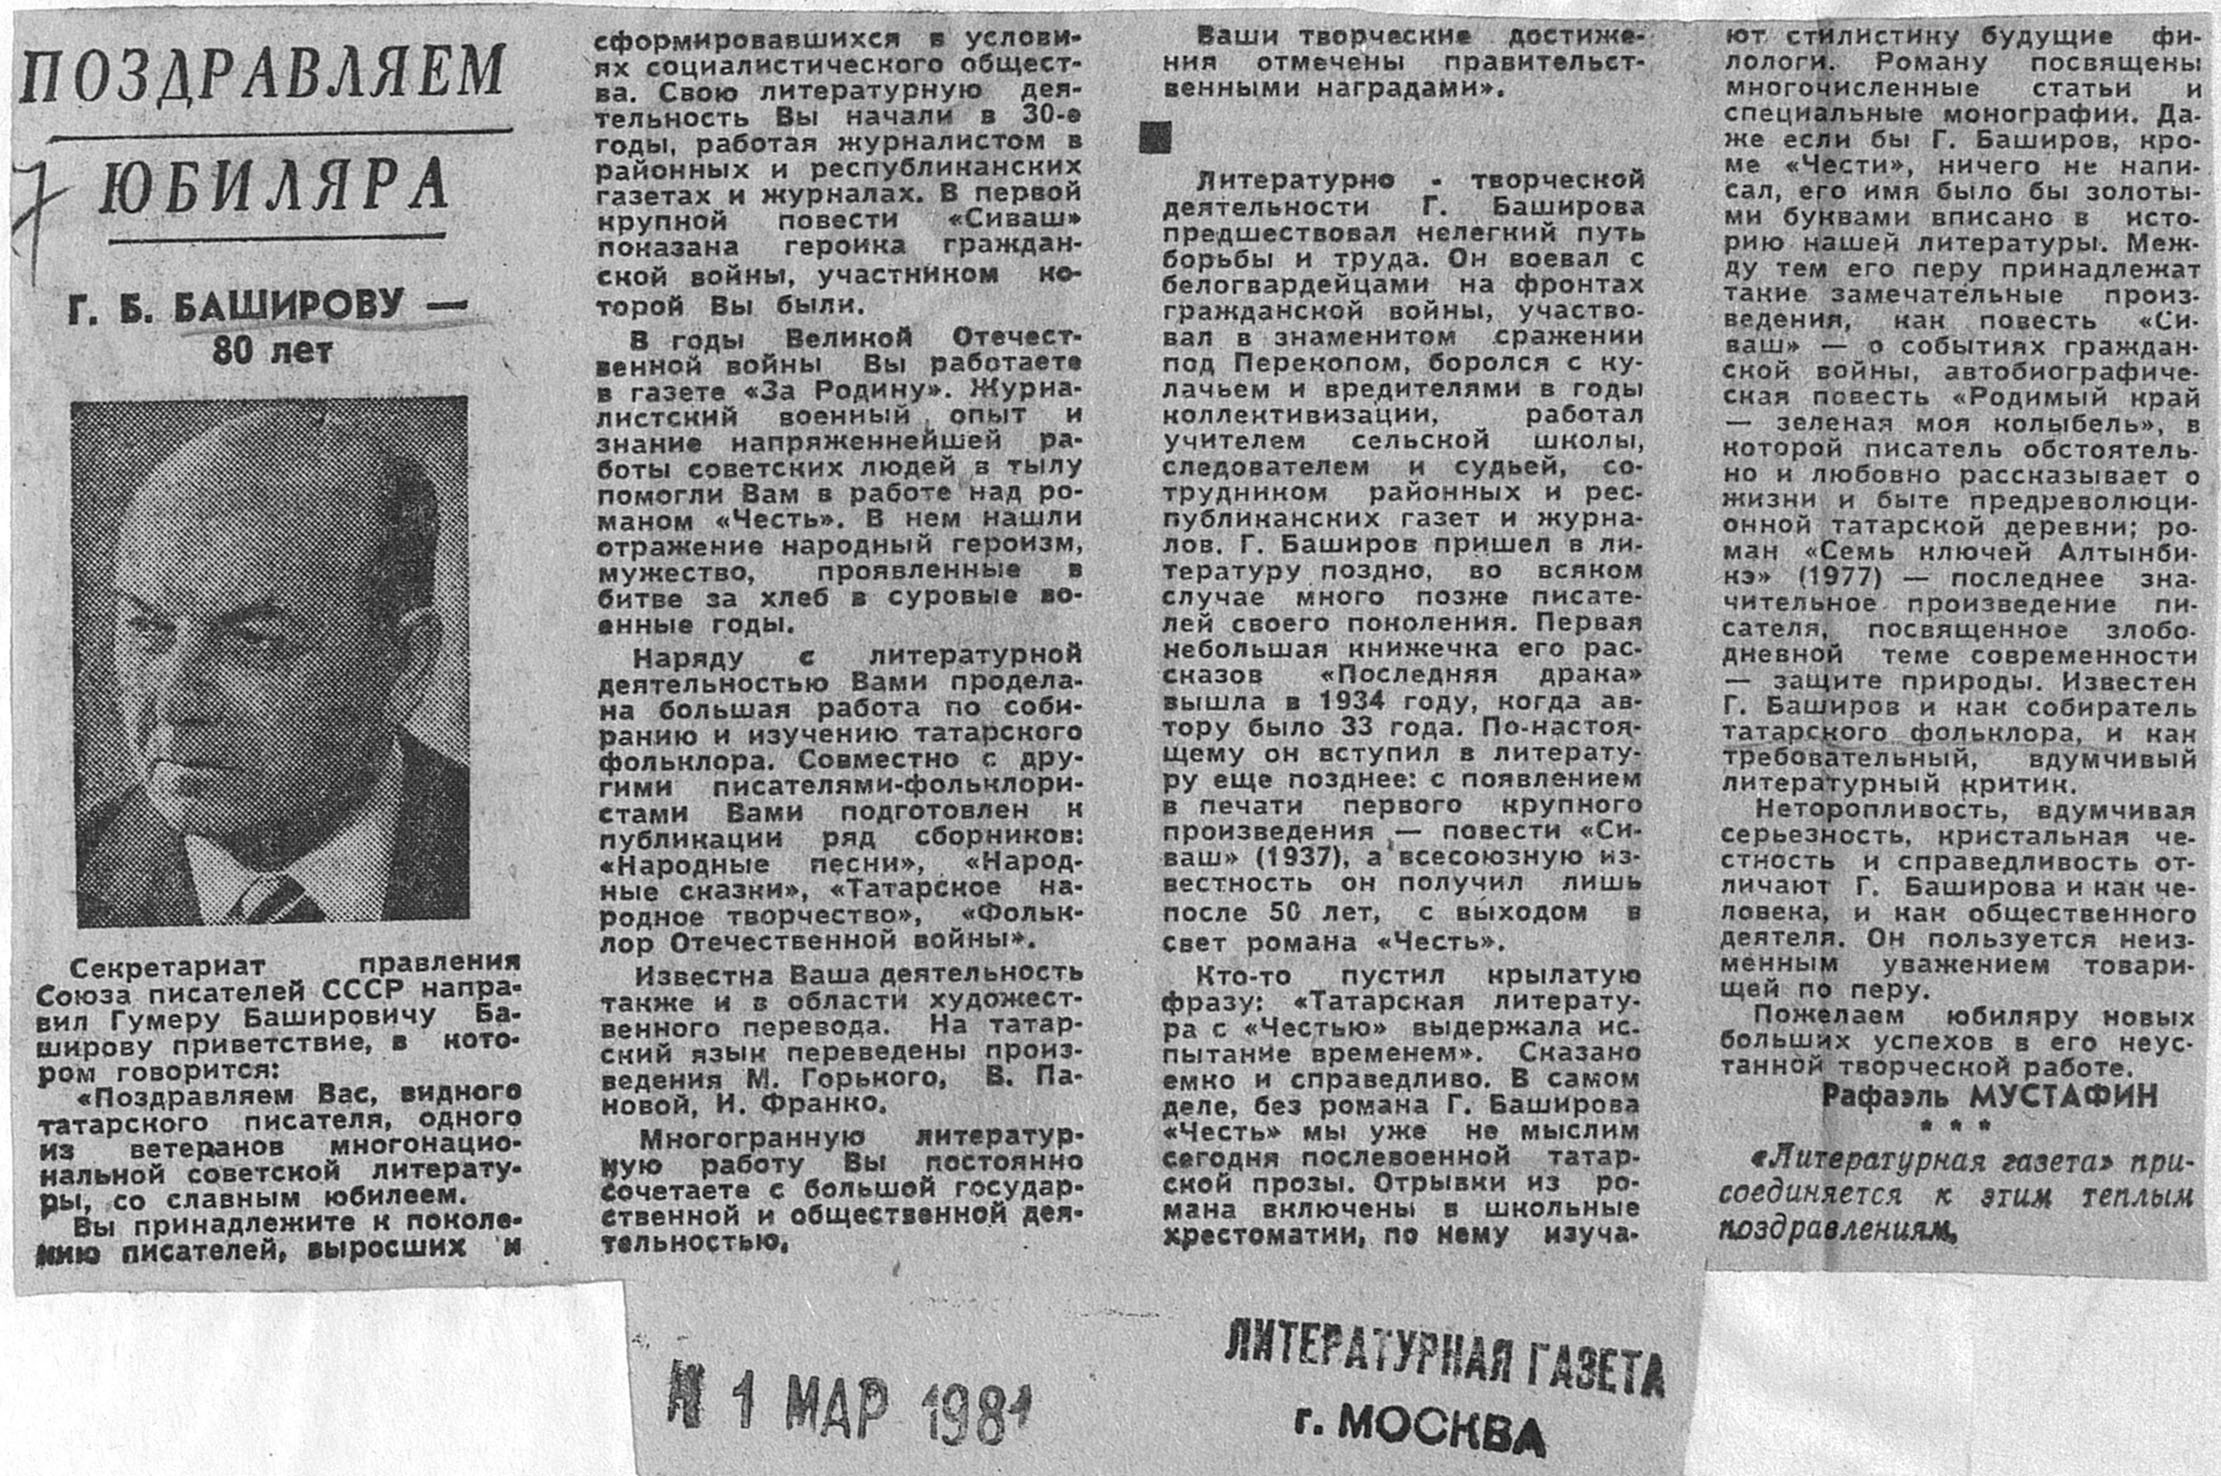 ПОЗДРАВЛЯЕМ
ЮБИЛЯРА
Г. Б. БАШИРОВУ —
80 лет
Секретариат правления
Союза писателей СССР напра-
вил Гумеру Башировичу Ба-
широву приветствие, в кото-
ром говорится:
«Поздравляем Вас, видного
татарского писателя, одного
из ветеранов многонацио-
нальной советской литерату-
ры, со славным юбилеем.
Вы принадлежите к поколе-
нию писателей, выросших и
сформировавшихся в услови-
ях социалистического общест-
ва. Свою литературную дея-
тельность Вы начали в 30-е
годы, работая журналистом в
районных и республиканских
газетах и журналах. В первой
крупной повести «Сиваш»
показана героика граждан-
ской войны, участником ко-
торой Вы были.
В годы Великой Отечест-
венной войны Вы работаете
в газете «За Родину». Журна-
листский военный опыт и
знание напряженнейшей ра-
боты советских людей в тылу
помогли Вам в работе над ро-
маном «Честь». В нем нашли
отражение народный героизм,
мужество, проявленные в
битве за хлеб в суровые во-
енные годы.
Наряду с литературной
деятельностью Вами продела-
на большая работа по соби-
ранию и изучению татарского
фольклора. Совместно с дру-
гими писателями-фольклори-
стами Вами подготовлен к
публикации ряд сборников:
«Народные песни», «Народ-
ные сказки», «Татарское на-
родное творчество», «Фольк-
лор Отечественной войны».
Известна Ваша деятельность
также и в области художест-
венного перевода. На татар-
ский язык переведены произ-
ведения М. Горького, В. Па-
новой, И. Франко.
Многогранную литератур-
ную работу Вы постоянно
сочетаете с большой государ-
ственной и общественной дея-
тельностью.
Ваши творческие достиже-
ния отмечены правительст-
венными наградами».
Литературно - творческой
деятельности Г. Баширова
предшествовал нелегкий путь
борьбы и труда. Он воевал с
белогвардейцами на фронтах
гражданской войны, участво-
вал в знаменитом сражении
под Перекопом, боролся с ку-
лачьем и вредителями в годы
коллективизации, работал
учителем сельской школы,
следователем и судьей, со-
трудником районных и рес-
публиканских газет и журна-
лов. Г. Баширов пришел в ли-
тературу поздно, во всяком
случае много позже писате-
лей своего поколения. Первая
небольшая книжечка его рас-
сказов «Последняя драка»
вышла в 1934 году, когда ав-
тору было 33 года. По-настоя-
щему он вступил в литерату-
ру еще позднее: с появлением
в печати первого крупного
произведения — повести «Си-
ваш» (1937), а всесоюзную из-
вестность он получил лишь
после 50 лет, с выходом в
свет романа «Честь».
Кто-то пустил крылатую
фразу: «Татарская литерату-
ра с «Честью» выдержала ис-
пытание временем». Сказано
емко и справедливо. В самом
деле, без романа Г. Баширова
«Честь» мы уже не мыслим
сегодня послевоенной татар-
ской прозы. Отрывки из ро-
мана включены в школьные
хрестоматии, по нему изуча-
ют стилистику будущие фи-
лологи. Роману посвящены
многочисленные статьи и
специальные монографии. Да-
же если бы Г. Баширов, кро-
ме «Чести», ничего не напи-
сал, его имя было бы золоты-
ми буквами вписано в исто-
рию нашей литературы. Меж-
ду тем его перу принадлежат
такие замечательные произ-
ведения, как повесть «Си-
ваш» — о событиях граждан-
ской войны, автобиографиче-
ская повесть «Родимый край
— зеленая моя колыбель», в
которой писатель обстоятель-
но и любовно рассказывает о
жизни и быте предреволюци-
онной татарской деревни; ро-
ман «Семь ключей Алтынби-
кэ» (1977) — последнее зна-
чительное произведение пи-
сателя, посвященное злобо-
дневной теме современности
— защите природы. Известен
Г. Баширов и как собиратель
татарского фольклора, и как
требовательный, вдумчивый
литературный критик.
Неторопливость, вдумчивая
серьезность, кристальная че-
стность и справедливость от-
личают Г. Баширова и как че-
ловека, и как общественного
деятеля. Он пользуется неиз-
менным уважением товари-
щей по перу.
Пожелаем юбиляру новых
больших успехов в его неус-
танной творческой работе.
Рафаэль МУСТАФИН
* * *
«Литературная газета» при-
соединяется к этим теплым
поздравлениям.
1 МАР 1981
ЛИТЕРАТУРНАЯ ГАЗЕТА
г. МОСКВА